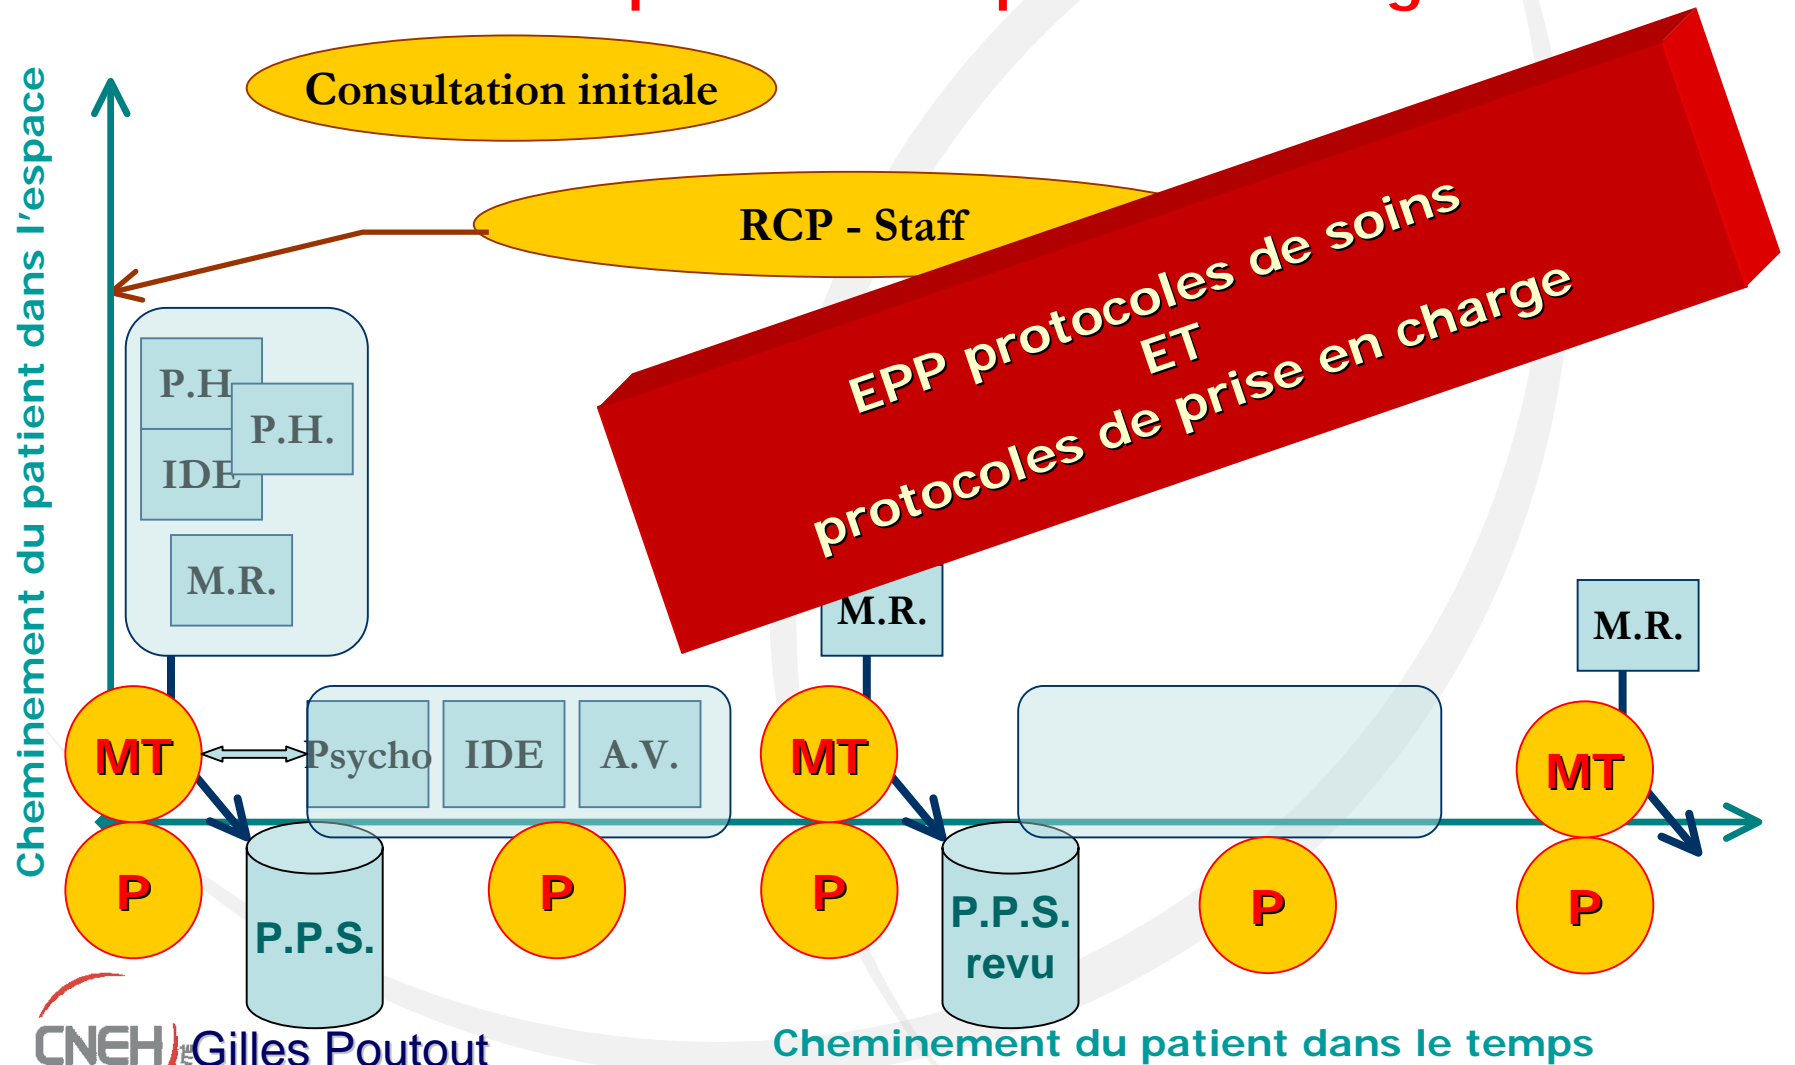 Cheminement du patient dans l'espace
Consultation initiale
RCP - Staff
EPP protocoles de soins
ET
protocoles de prise en charge
P.H
P.H.
IDE
M.R.
M.R.
M.R.
MT
Psycho
IDE
A.V.
MT
MT
P
P.P.S.
P
P
P.P.S.
revu
P
P
CNEH
Gilles Poutout
Cheminement du patient dans le temps